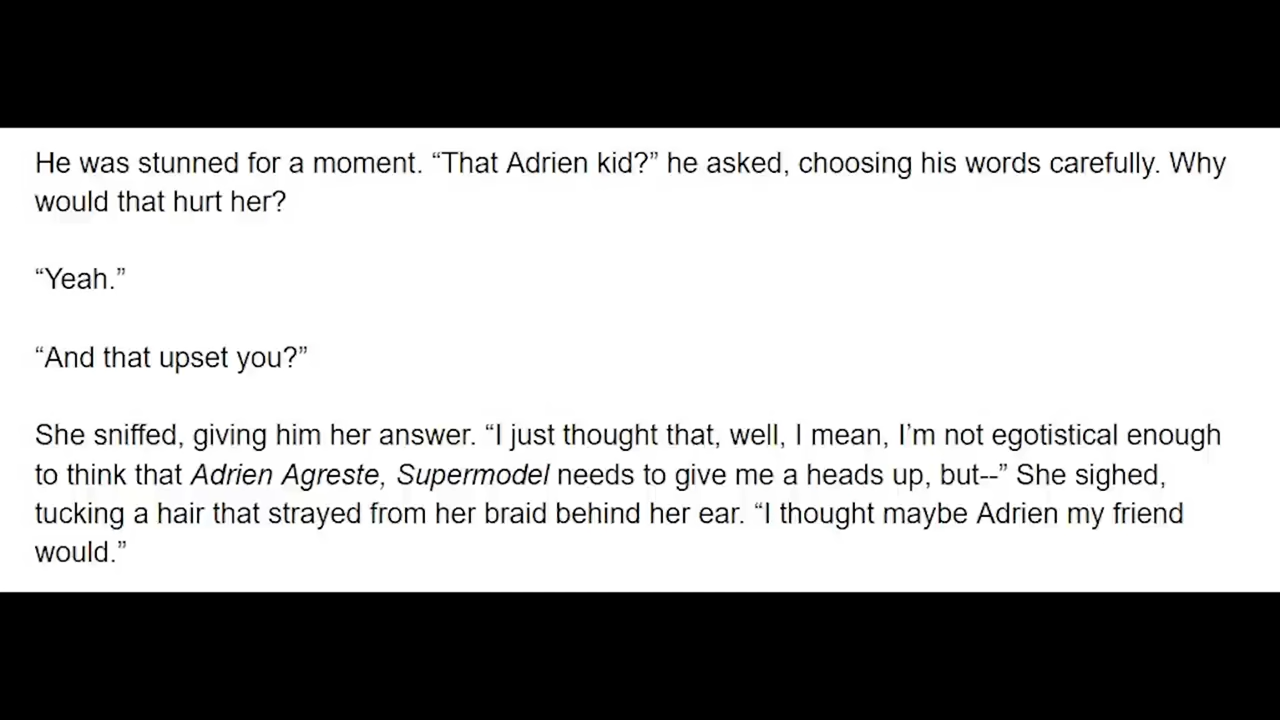 He was stunned for a moment. “That Adrien kid?” he asked, choosing his words carefully. Why
would that hurt her?
“Yeah.”
“And that upset you?”
She sniffed, giving him her answer. “I just thought that, well, I mean, I’m not egotistical enough
to think that Adrien Agreste, Supermodel needs to give me a heads up, but--” She sighed,
tucking a hair that strayed from her braid behind her ear. “I thought maybe Adrien my friend
would.”